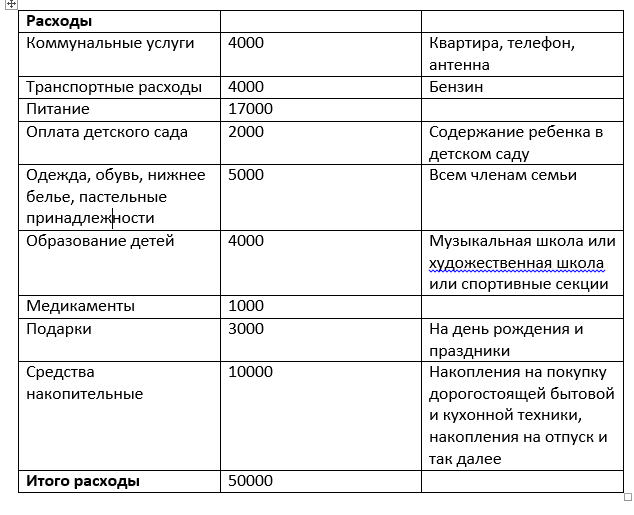 Расходы
Коммунальные услуги 4000 Квартира, телефон,
антенна
Транспортные расходы 4000 Бензин
Питание 17000
Оплата детского сада 2000 Содержание ребенка в
детском саду
Одежда, обувь, нижнее 5000 Всем членам семьи
белье, пастельные
принадлежности
Образование детей 4000 Музыкальная школа или
художественная школа
или спортивные секции
Медикаменты 1000
Подарки 3000 На день рождения и
праздники
Средства 10000 Накопления на покупку
накопительные дорогостоящей бытовой
и кухонной техники,
накопления на отпуск и
так далее
Итого расходы 50000